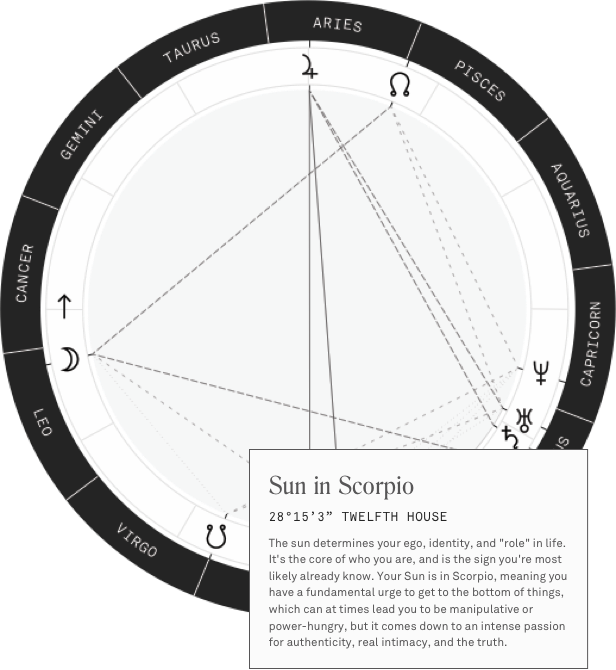 ARIES
TAURUS
PISCES
GEMINI
AQUARIUS
CANCER
CAPRICORN
LEO
US
VIRGO
Sun in Scorpio
28°15'3” TWELFTH HOUSE
The sun determines your ego, identity, and "role" in life.
It's the core of who you are, and is the sign you're most
likely already know. Your Sun is in Scorpio, meaning you
have a fundamental urge to get to the bottom of things,
which can at times lead you to be manipulative or
power-hungry, but it comes down to an intense passion
for authenticity, real intimacy, and the truth.